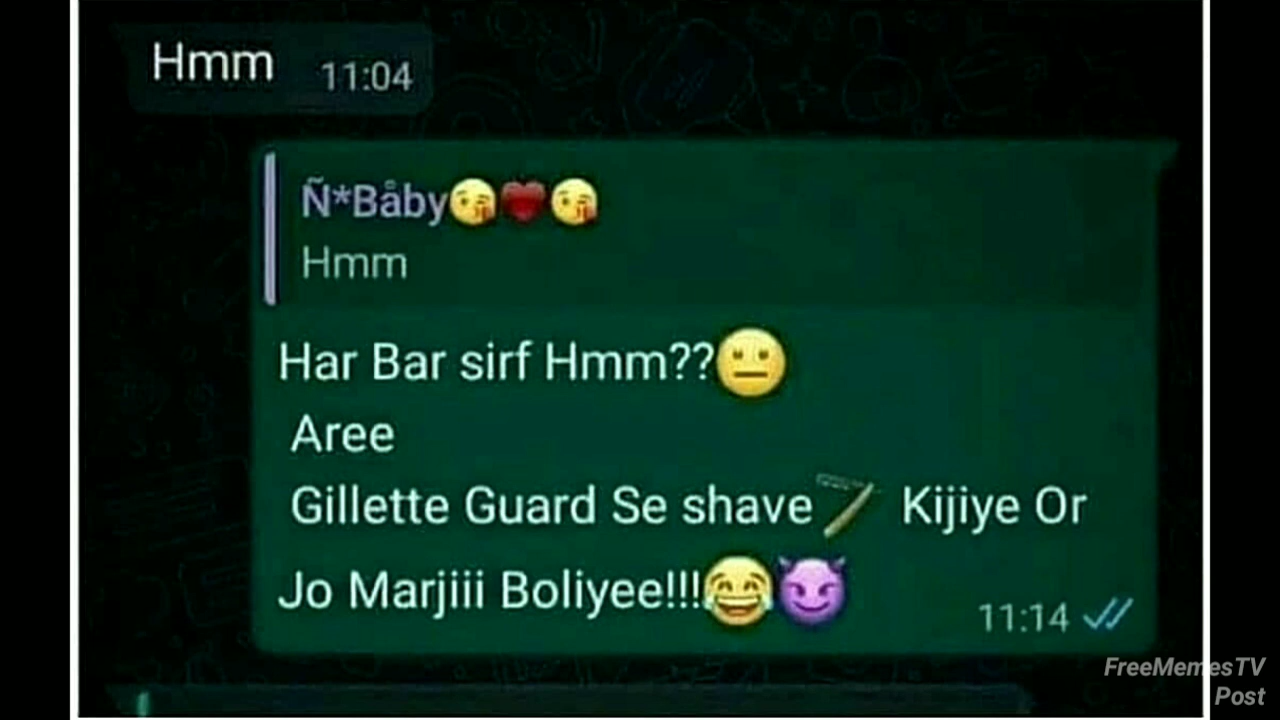 Hmm 11:04
Ñ*Båby😘❤️😘
Hmm
Har Bar sirf Hmm??😐
Aree
Gillette Guard Se shave🪒 Kijiye Or
Jo Marjiii Boliyee!!!😂😈
11:14
FreeMemesTV
Post